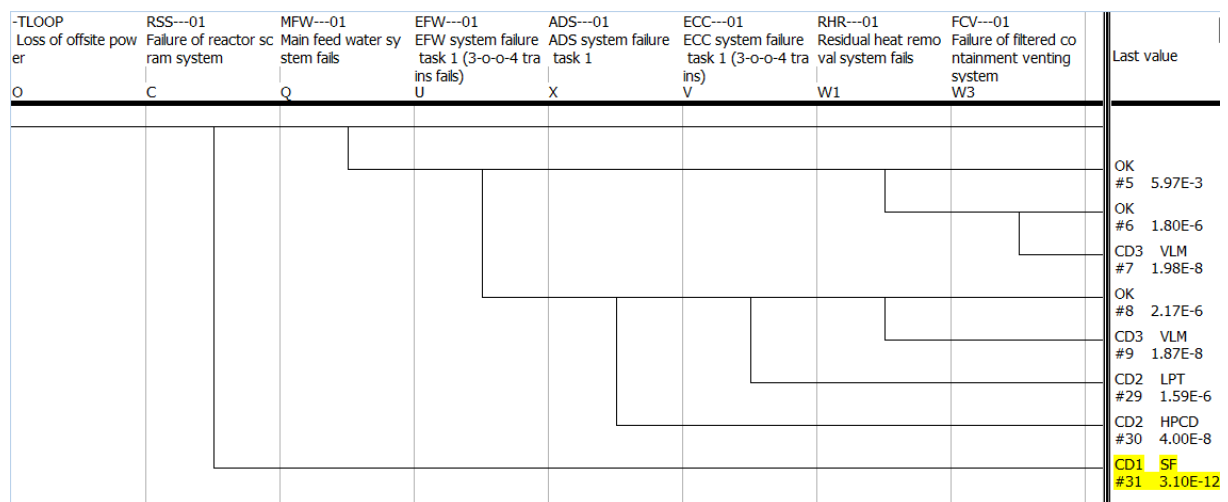 -TLOOP
Loss of offsite pow
er
O
RSS---01
Failure of reactor sc
ram system
C
MFW---01
Main feed water sy
stem fails
Q
EFW---01
EFW system failure
task 1 (3-o-o-4 tra
ins fails)
U
ADS---01
ADS system failure
task 1
X
ECC---01
ECC system failure
task 1 (3-o-o-4 tra
ins)
V
RHR---01
Residual heat remo
val system fails
W1
FCV---01
Failure of filtered co
ntainment venting
system
W3
Last value
OK
#5 5.97E-3
OK
#6 1.80E-6
CD3 VLM
#7 1.98E-8
OK
#8 2.17E-6
CD3 VLM
#9 1.87E-8
CD2 LPT
#29 1.59E-6
CD2 HPCD
#30 4.00E-8
CD1 SF
#31 3.10E-12